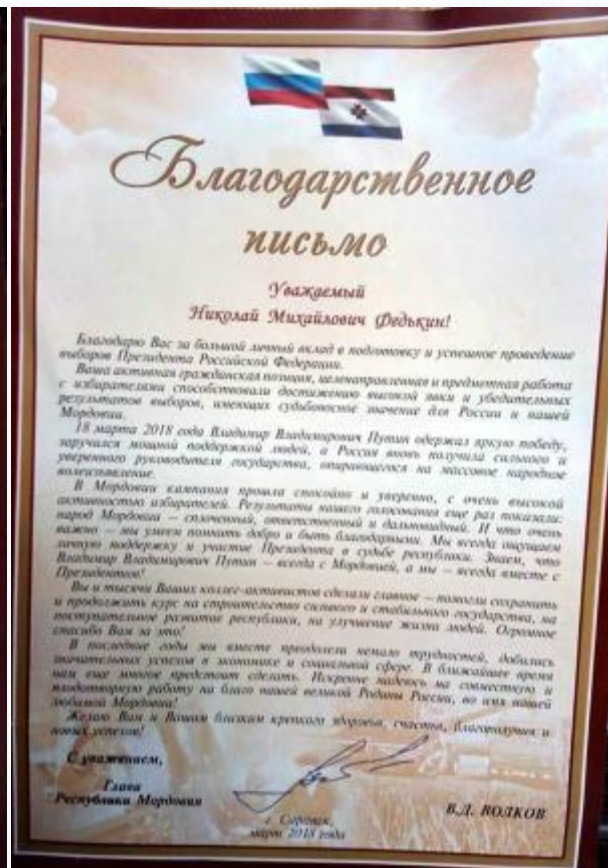 Благодарственное
письмо
Уважаемый
Николай Михайлович Федькин!
Благодарю Вас за большой личный вклад в подготовку и успешное проведение
выборов Президента Российской Федерации.
Ваша активная гражданская позиция, целенаправленная и предметная работа
с избирателями способствовали достижению высокой явки и убедительных
результатов выборов, имеющих судьбоносное значение для России и нашей
Мордовии.
18 марта 2018 года Владимир Владимирович Путин одержал яркую победу,
заручился мощной поддержкой людей, а Россия вновь получила сильного и
уверенного руководителя государства, опирающегося на массовое народное
волеизъявление.
В Мордовии кампания прошла спокойно и уверенно, с очень высокой
активностью избирателей. Результаты нашего голосования еще раз показали:
народ Мордовии – сплоченный, ответственный и дальновидный. И что очень
важно – мы умеем помнить добро и быть благодарными. Мы всегда ощущаем
личную поддержку и участие Президента в судьбе республики. Знаем, что
Владимир Владимирович Путин – всегда с Мордовией, а мы – всегда вместе с
Президентом!
Вы и тысячи Ваших коллег-активистов сделали главное – помогли сохранить
и продолжить курс на строительство сильного и стабильного государства, на
поступательное развитие республики, на улучшение жизни людей. Огромное
спасибо Вам за это!
В последние годы мы вместе преодолели немало трудностей, добились
значительных успехов в экономике и социальной сфере. В ближайшее время
нам еще многое предстоит сделать. Искренне надеюсь на совместную и
плодотворную работу на благо нашей великой Родины России, во имя нашей
любимой Мордовии!
Желаю Вам и Вашим близким крепкого здоровья, счастья, благополучия и
новых успехов!
С уважением,
Глава
Республики Мордовия
В.Д. ВОЛКОВ
г. Саранск,
март 2018 года